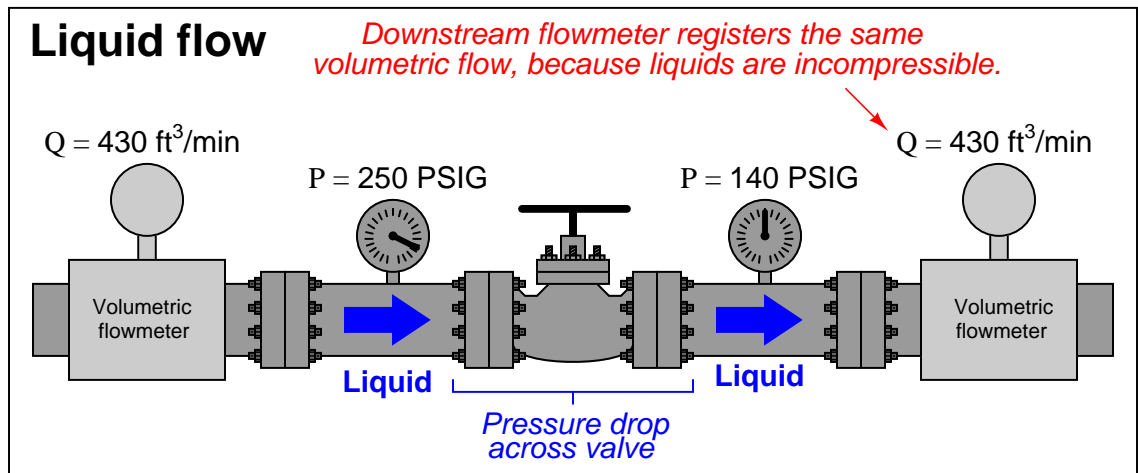 Liquid flow
Downstream flowmeter registers the same
volumetric flow, because liquids are incompressible.
Q = 430 ft³/min
P = 250 PSIG
P = 140 PSIG
Q = 430 ft³/min
Volumetric
flowmeter
Volumetric
flowmeter
Liquid
Liquid
Pressure drop
across valve